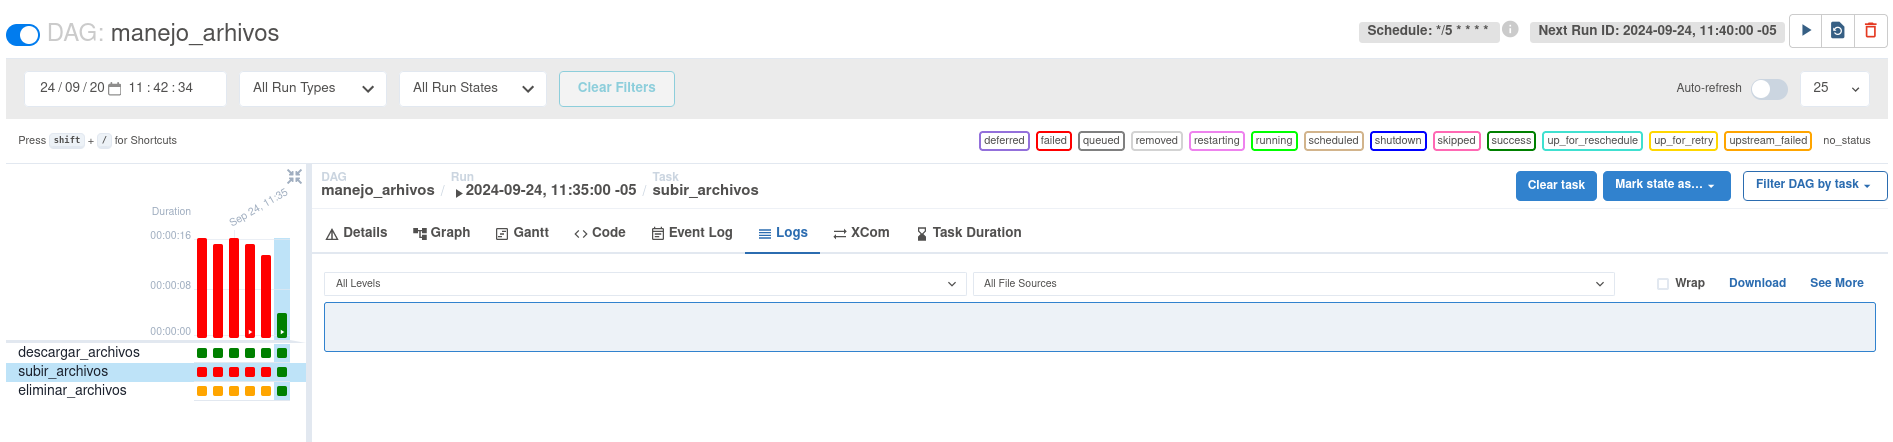 DAG: manejo_arhivos
Schedule: */5 * * * *
Next Run ID: 2024-09-24, 11:40:00 -05
24/09/20 11:42:34
All Run Types
All Run States
Clear Filters
Auto-refresh
25
Press shift + / for Shortcuts
deferred failed queued removed restarting running scheduled shutdown skipped success up_for_reschedule up_for_retry upstream_failed no_status
DAG
manejo_arhivos /
Run
2024-09-24, 11:35:00 -05 /
Task
subir_archivos
Clear task
Mark state as...
Filter DAG by task
Sep 24, 11:35
Duration
00:00:16
00:00:08
00:00:00
descargar_archivos
subir_archivos
eliminar_archivos
Details
Graph
Gantt
Code
Event Log
Logs
XCom
Task Duration
All Levels
All File Sources
Wrap
Download
See More